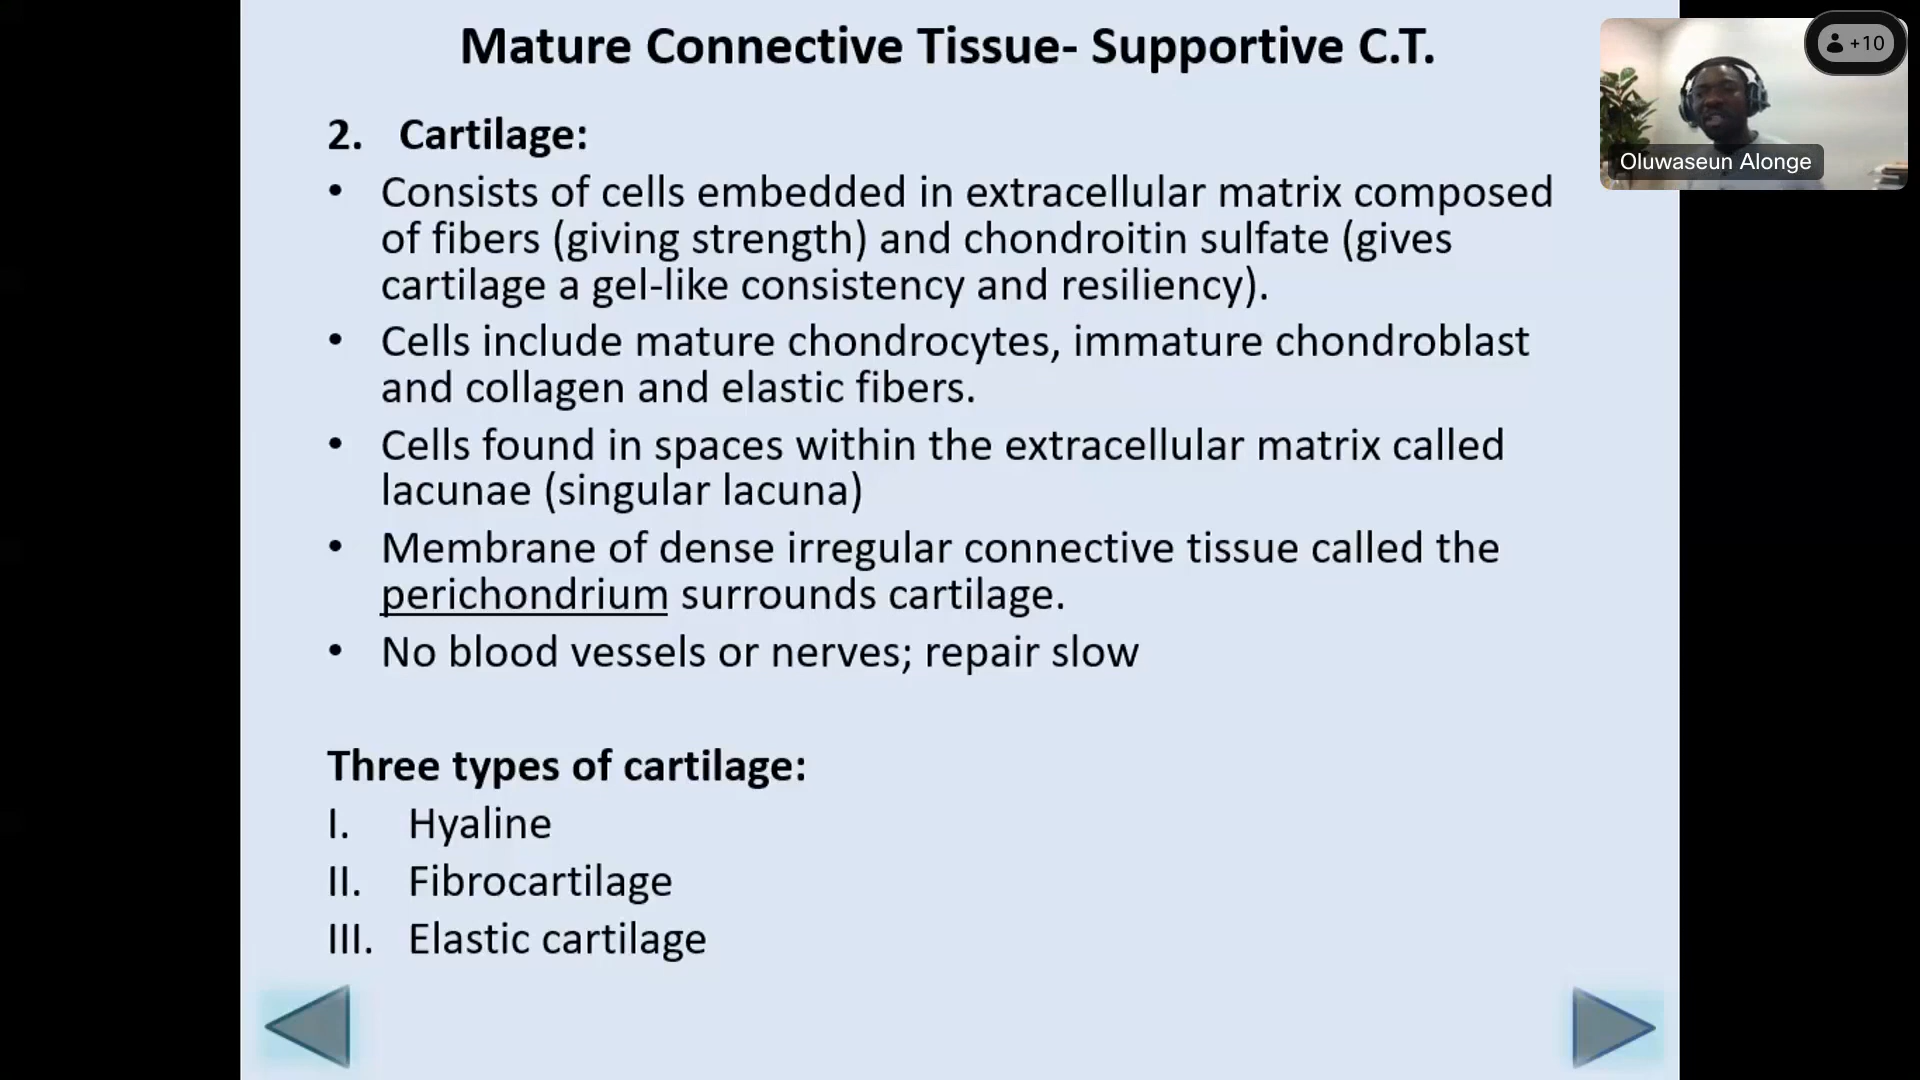 Mature Connective Tissue- Supportive C.T.
+10
Oluwaseun Alonge
2. Cartilage:
• Consists of cells embedded in extracellular matrix composed
of fibers (giving strength) and chondroitin sulfate (gives
cartilage a gel-like consistency and resiliency).
• Cells include mature chondrocytes, immature chondroblast
and collagen and elastic fibers.
• Cells found in spaces within the extracellular matrix called
lacunae (singular lacuna)
• Membrane of dense irregular connective tissue called the
perichondrium surrounds cartilage.
• No blood vessels or nerves; repair slow
Three types of cartilage:
I. Hyaline
II. Fibrocartilage
III. Elastic cartilage